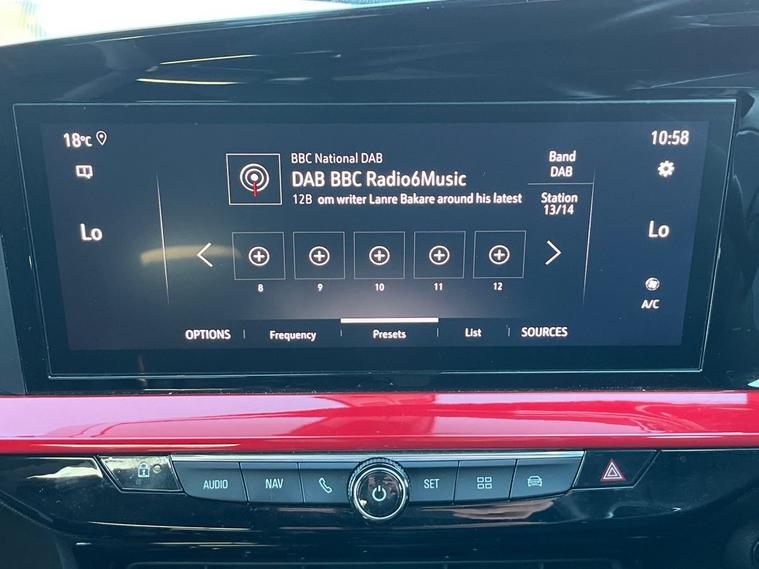 18°C
10:58
BBC National DAB
DAB BBC Radio6Music
12B om writer Lanre Bakare around his latest
Band
DAB
Station
13/14
Lo
Lo
8 9 10 11 12
A/C
OPTIONS Frequency Presets List SOURCES
AUDIO NAV SET